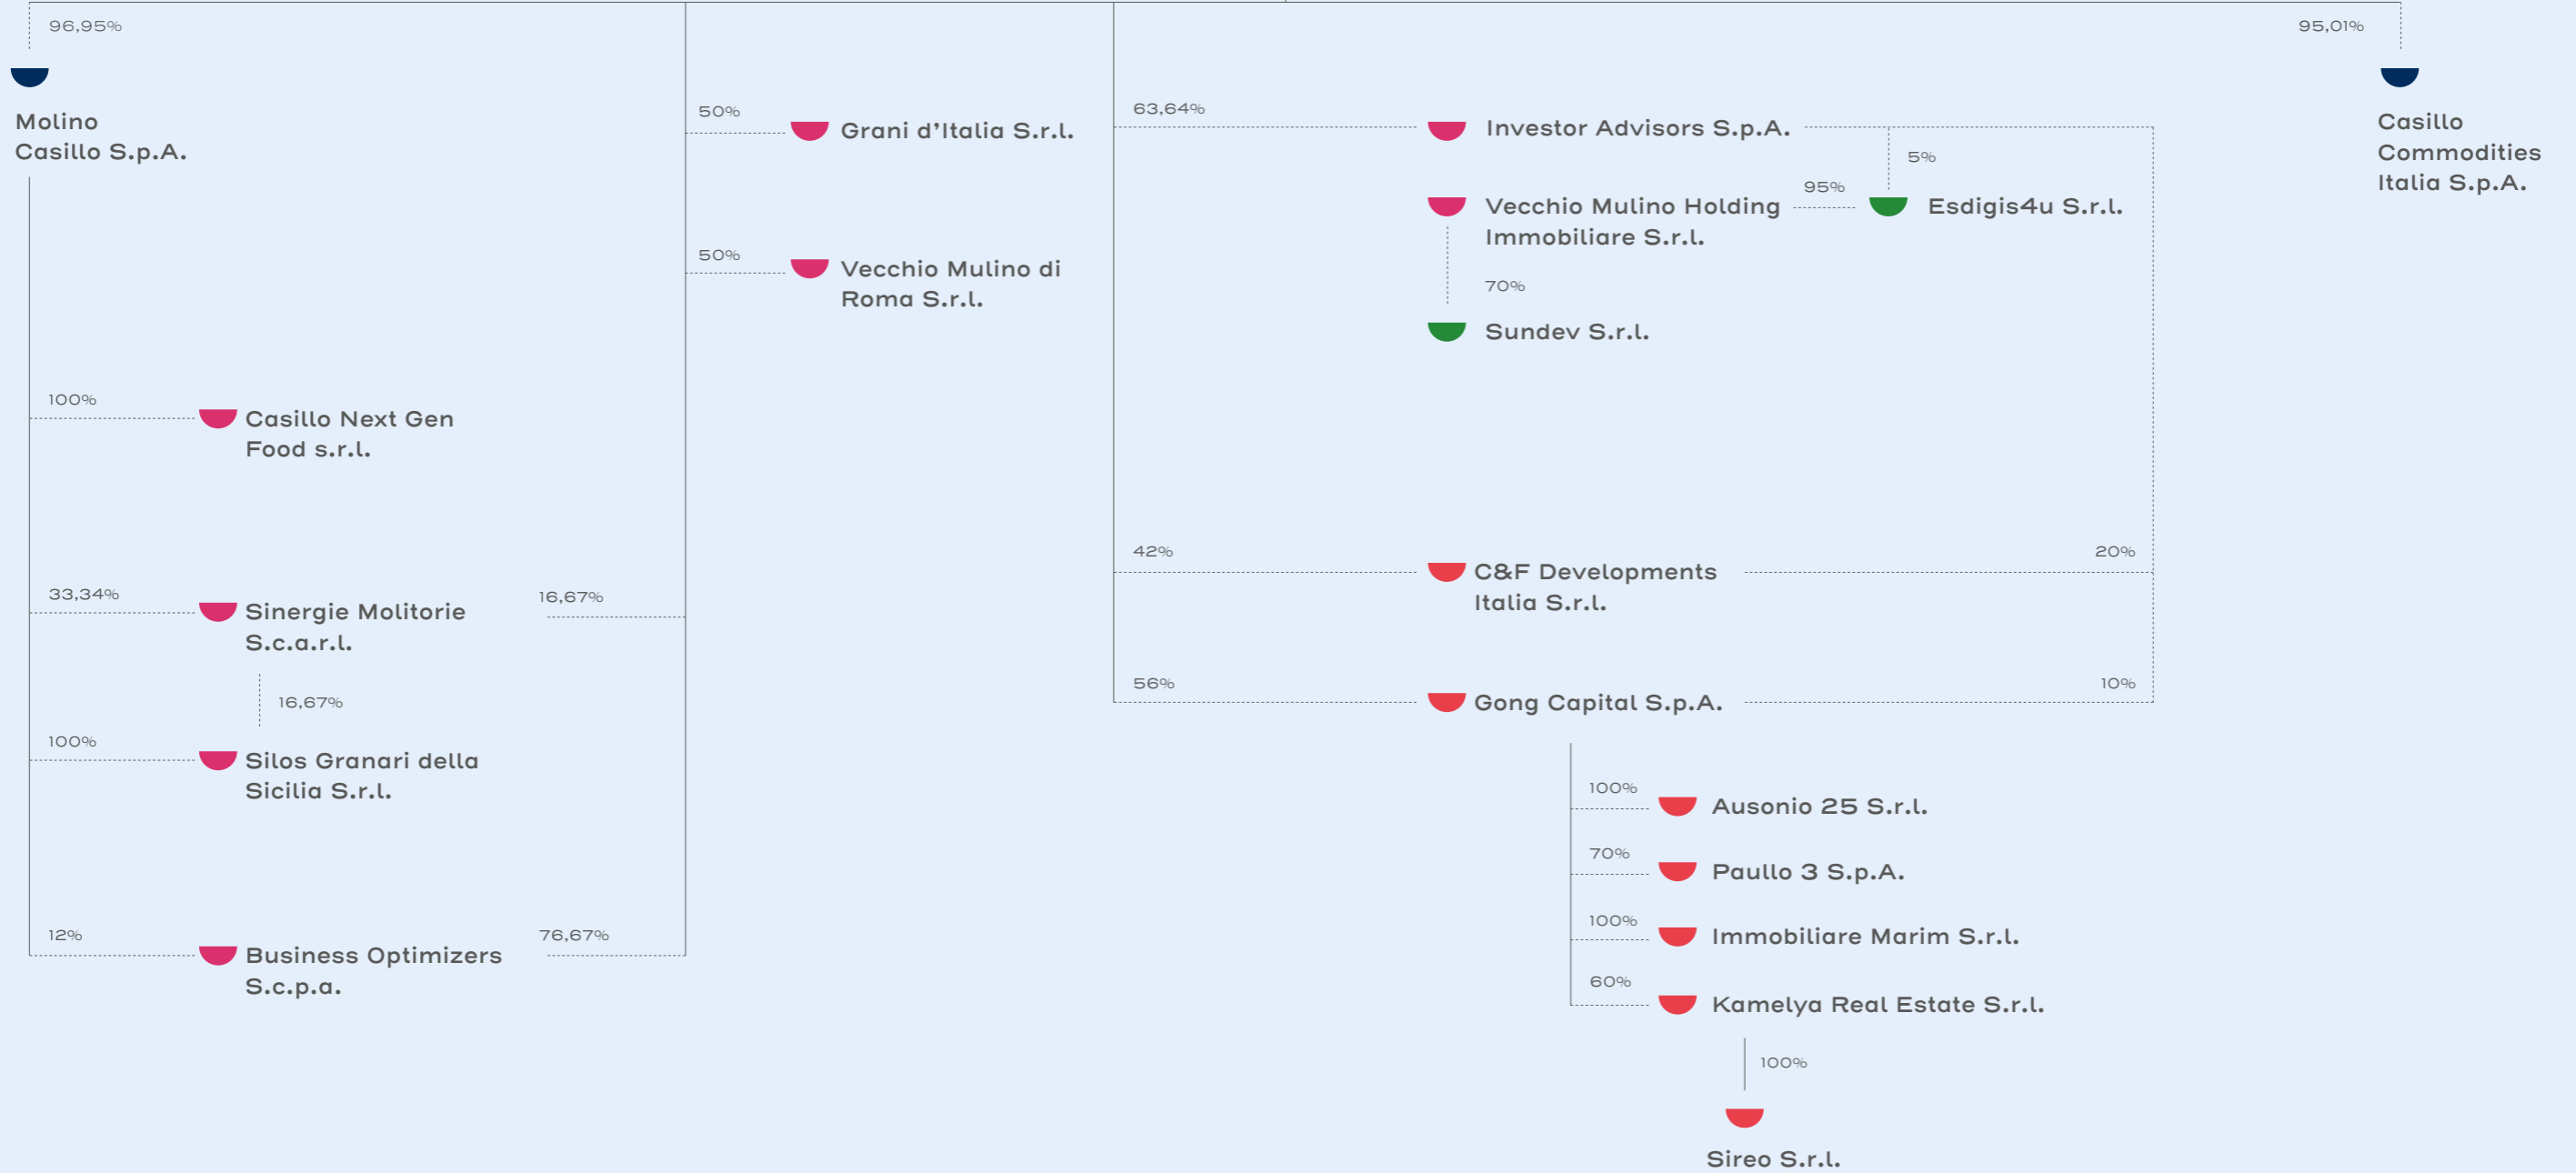 96,95%
95,01%
Molino
Casillo S.p.A.
50%
Grani d’Italia S.r.l.
50%
Vecchio Mulino di
Roma S.r.l.
63,64%
Investor Advisors S.p.A.
5%
95%
Vecchio Mulino Holding
Immobiliare S.r.l.
Esdigis4u S.r.l.
70%
Sundev S.r.l.
Casillo
Commodities
Italia S.p.A.
100%
Casillo Next Gen
Food s.r.l.
33,34%
Sinergie Molitorie
S.c.a.r.l.
16,67%
16,67%
100%
Silos Granari della
Sicilia S.r.l.
12%
Business Optimizers
S.c.p.a.
76,67%
42%
C&F Developments
Italia S.r.l.
20%
56%
Gong Capital S.p.A.
10%
100%
Ausonio 25 S.r.l.
70%
Paullo 3 S.p.A.
100%
Immobiliare Marim S.r.l.
60%
Kamelya Real Estate S.r.l.
100%
Sireo S.r.l.